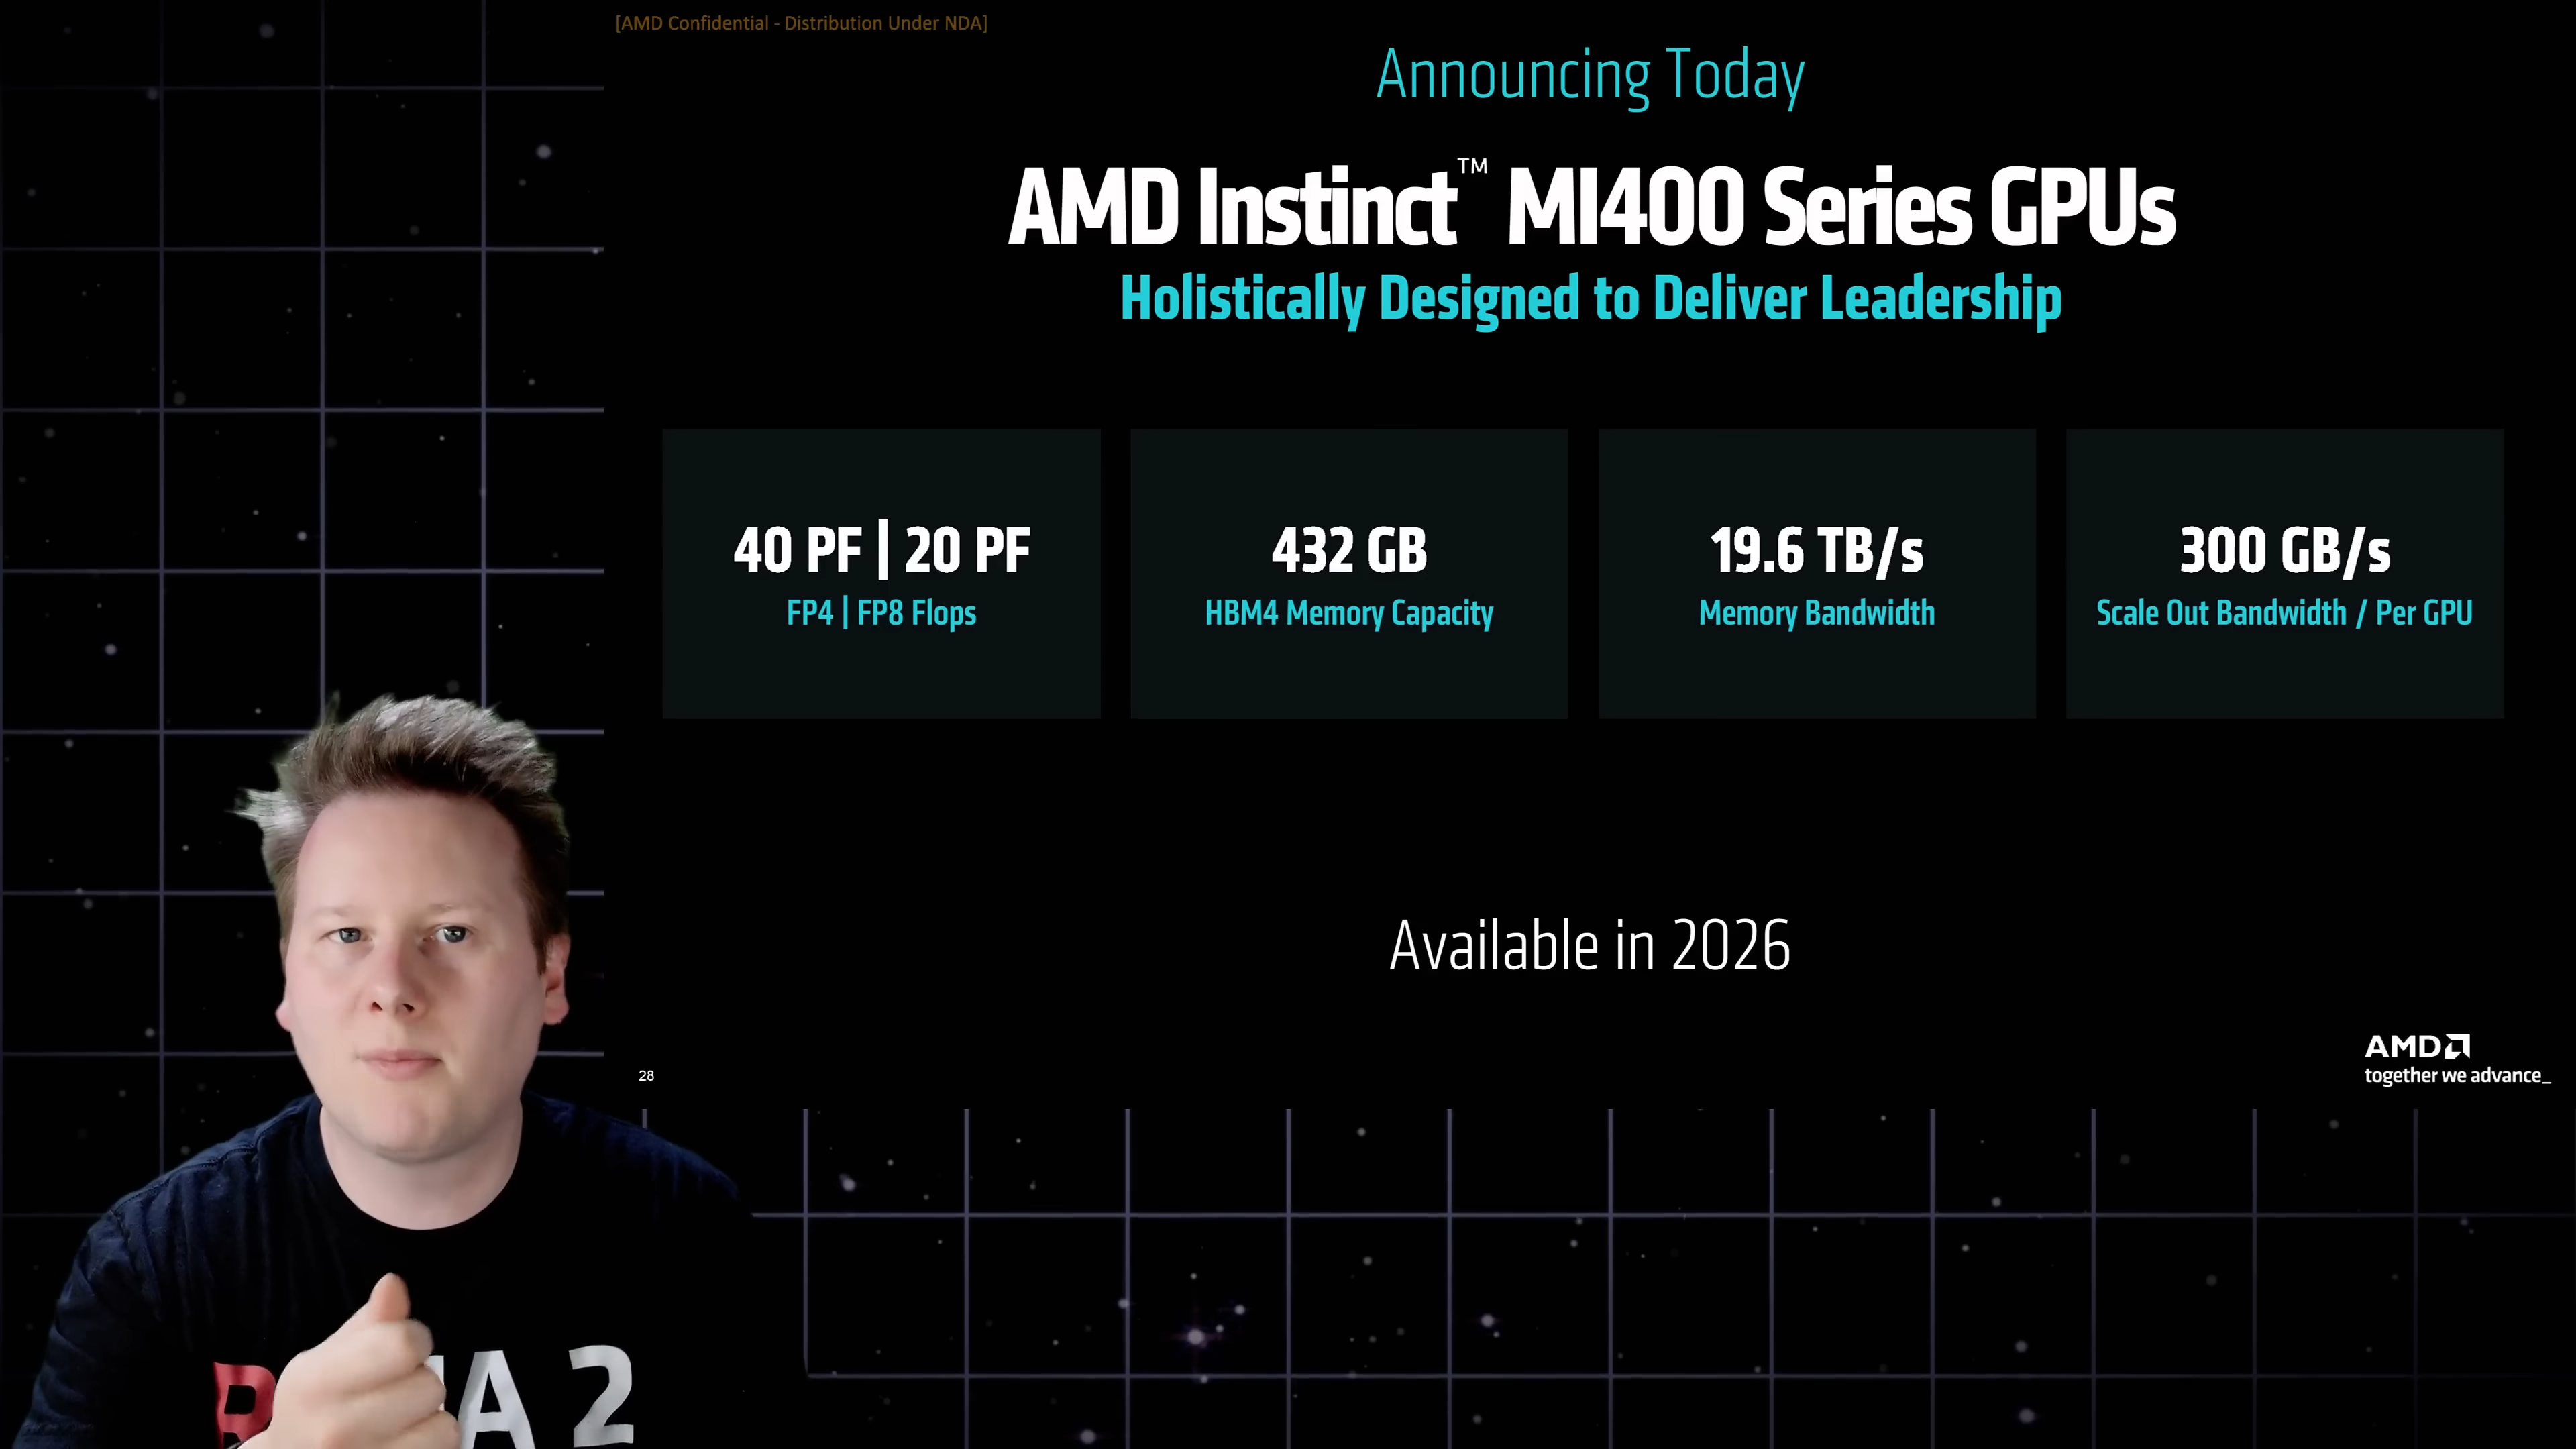 [AMD Confidential - Distribution Under NDA]
Announcing Today
AMD Instinct™ MI400 Series GPUs
Holistically Designed to Deliver Leadership
40 PF | 20 PF
FP4 | FP8 Flops
432 GB
HBM4 Memory Capacity
19.6 TB/s
Memory Bandwidth
300 GB/s
Scale Out Bandwidth / Per GPU
Available in 2026
28
AMD
together we advance_
A 2